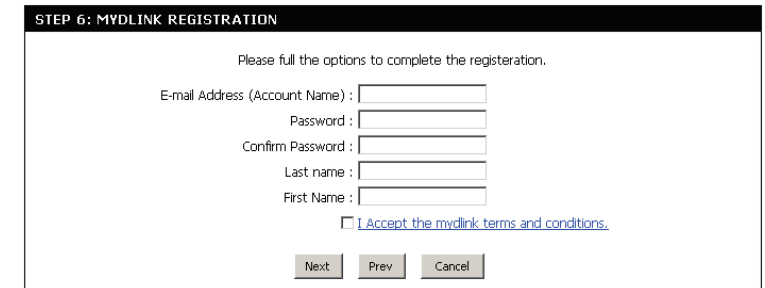 STEP 6: MYDLINK REGISTRATION
Please full the options to complete the registeration.
E-mail Address (Account Name) :
Password :
Confirm Password :
Last name :
First Name :
I Accept the mydlink terms and conditions.
Next Prev Cancel